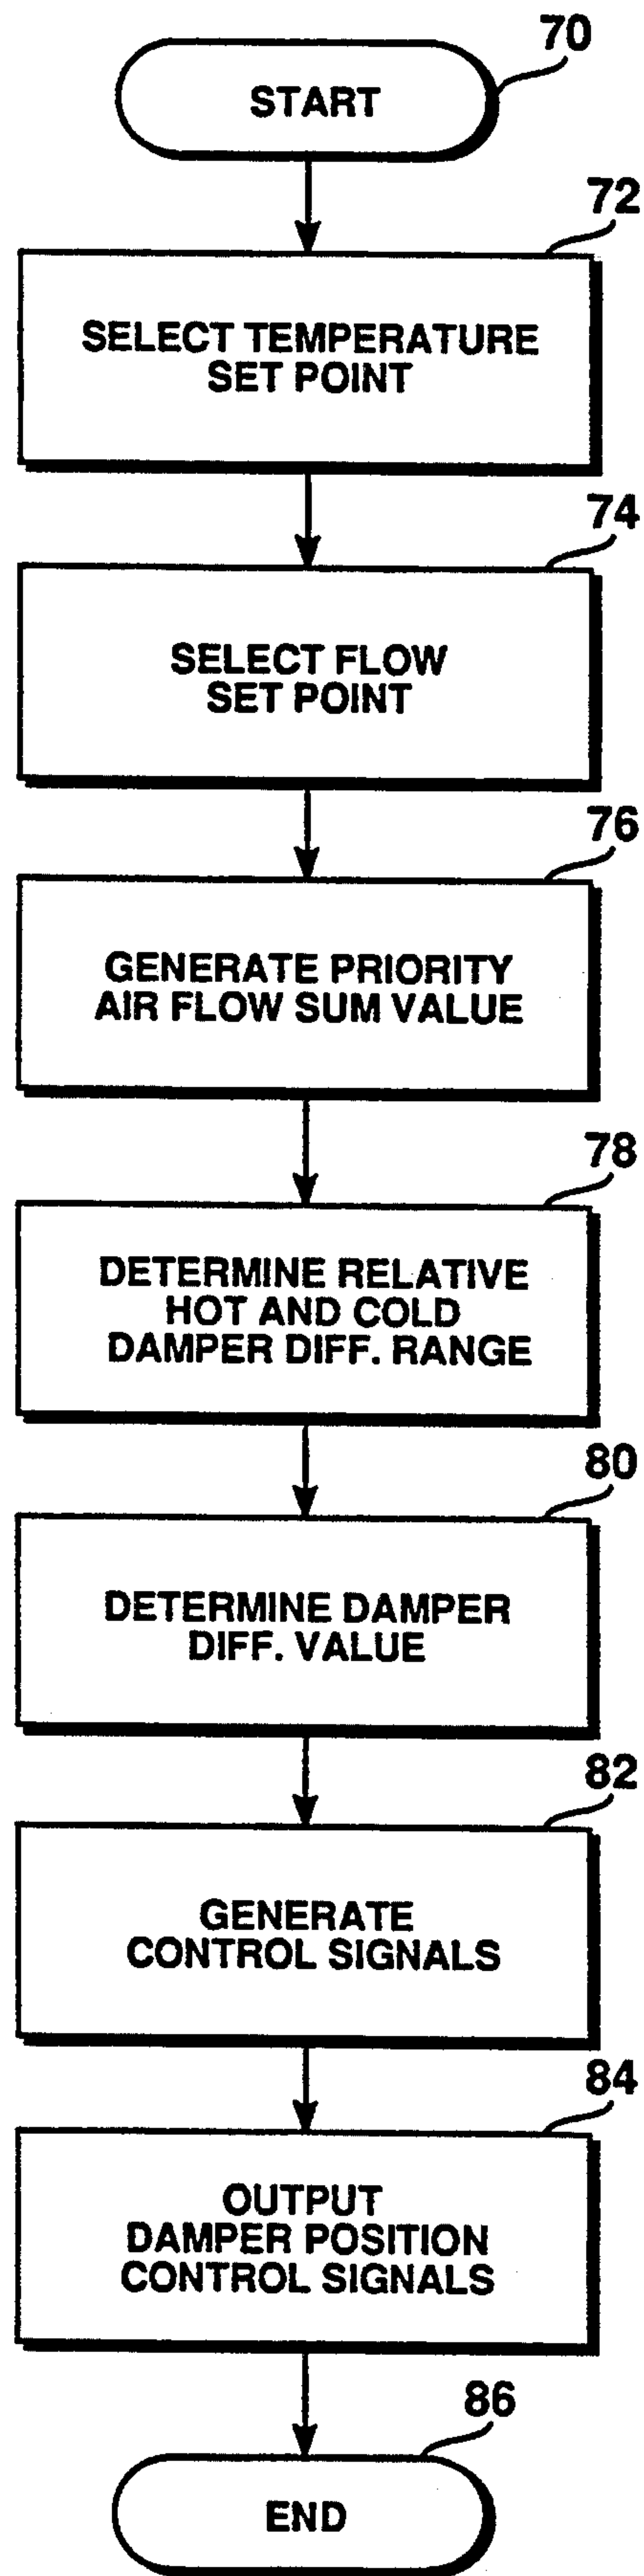 70
START
72
SELECT TEMPERATURE
SET POINT
74
SELECT FLOW
SET POINT
76
GENERATE PRIORITY
AIR FLOW SUM VALUE
78
DETERMINE RELATIVE
HOT AND COLD
DAMPER DIFF. RANGE
80
DETERMINE DAMPER
DIFF. VALUE
82
GENERATE
CONTROL SIGNALS
84
OUTPUT
DAMPER POSITION
CONTROL SIGNALS
86
END